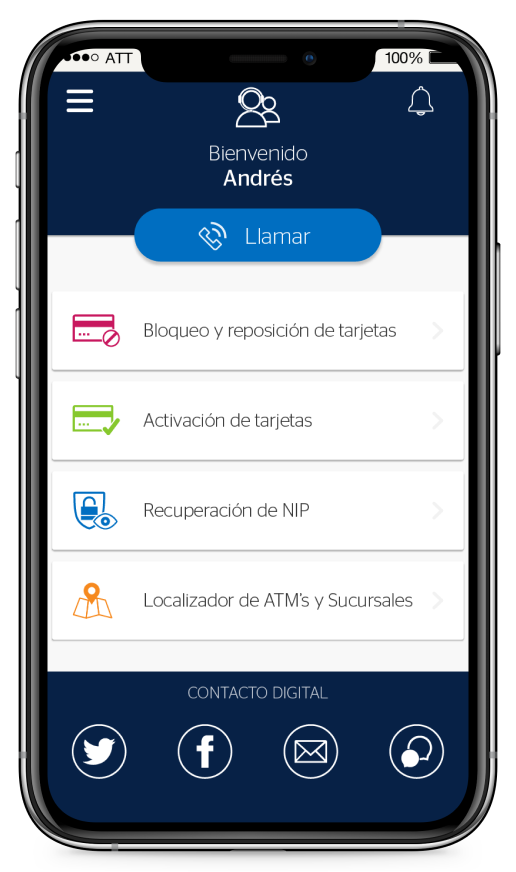 ATT
100%
Bienvenido
Andrés
Llamar
Bloqueo y reposición de tarjetas
Activación de tarjetas
Recuperación de NIP
Localizador de ATM's y Sucursales
CONTACTO DIGITAL